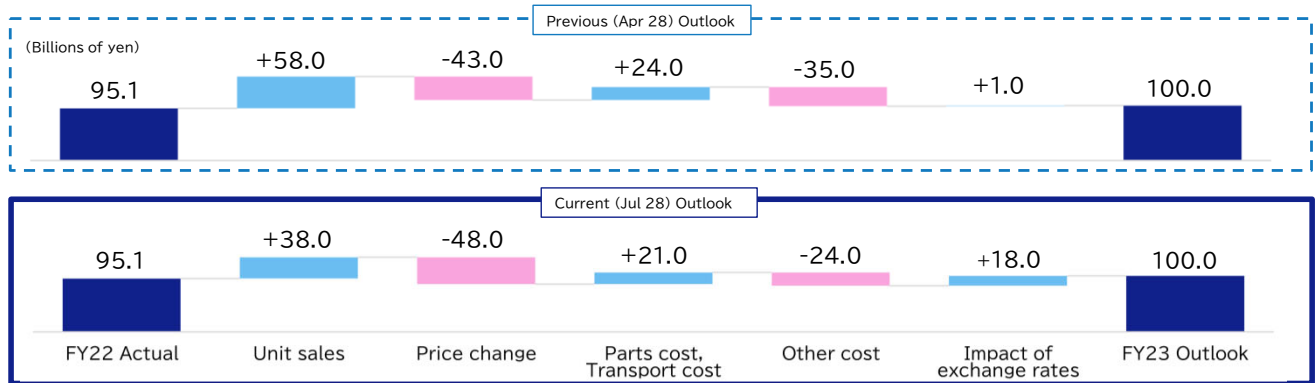 Previous (Apr 28) Outlook
(Billions of yen)
95.1
+58.0
-43.0
+24.0
-35.0
+1.0
100.0
Current (Jul 28) Outlook
95.1
+38.0
-48.0
+21.0
-24.0
+18.0
100.0
FY22 Actual
Unit sales
Price change
Parts cost,
Transport cost
Other cost
Impact of
exchange rates
FY23 Outlook